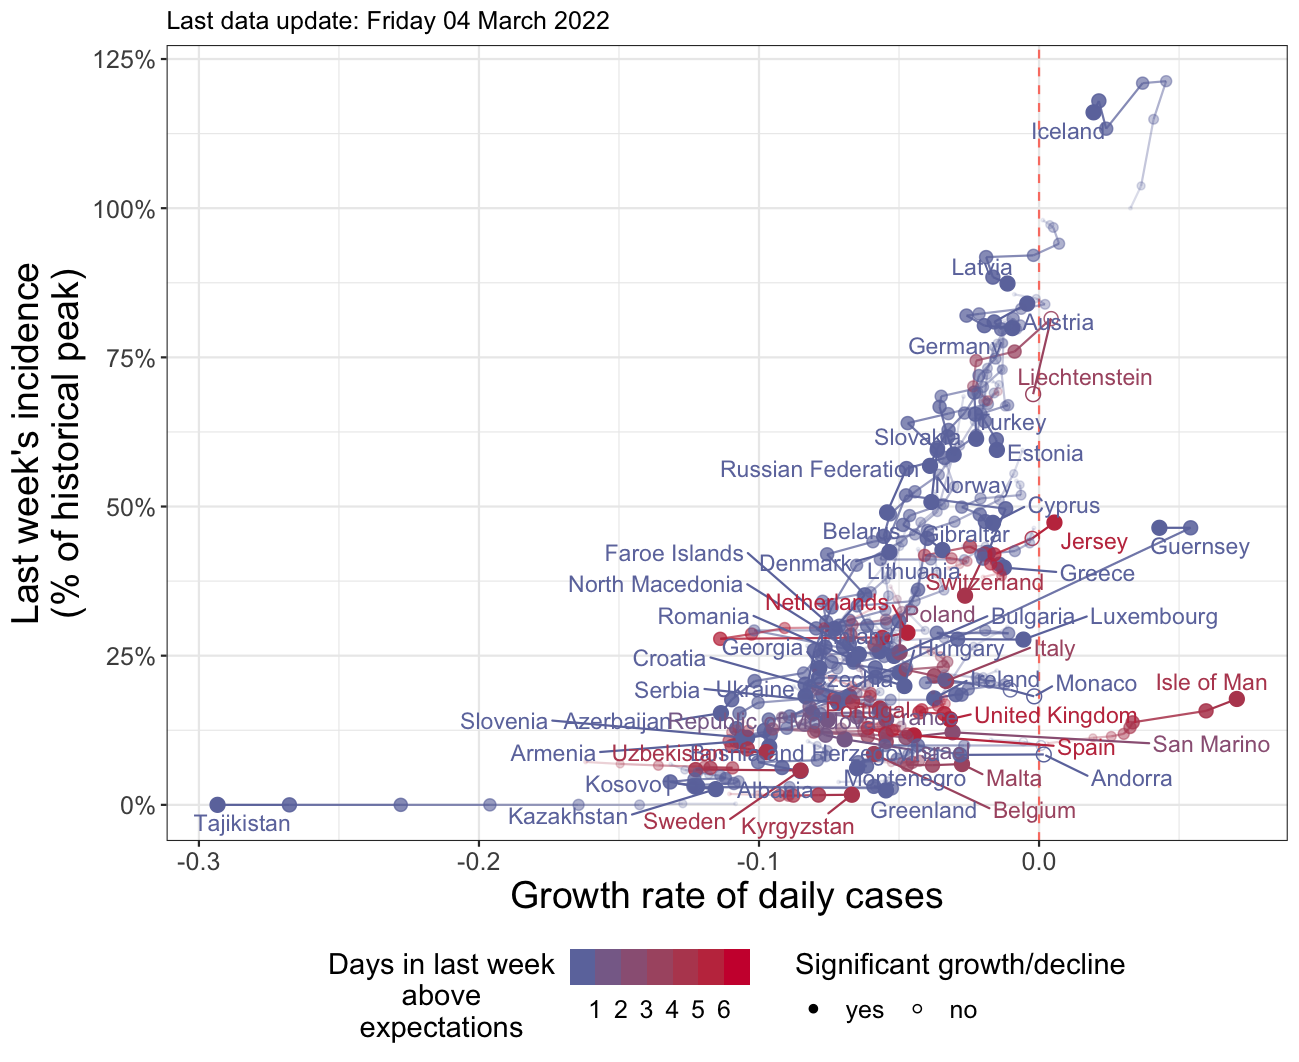 Last data update: Friday 04 March 2022
125%
100%
75%
50%
25%
0%
Last week's incidence
(% of historical peak)
Iceland
Latvia
Austria
Germany
Liechtenstein
Turkey
Slovakia
Estonia
Russian Federation
Norway
Cyprus
Belarus
Gibraltar
Jersey
Guernsey
Faroe Islands
Denmark
Lithuania
Greece
North Macedonia
Switzerland
Netherlands
Romania
Poland
Bulgaria
Luxembourg
Georgia
Hungary
Italy
Croatia
Czechia
Ireland
Monaco
Serbia
Ukraine
Isle of Man
Slovenia
Azerbaijan
Republic of Moldova
Portugal
France
United Kingdom
Armenia
Uzbekistan
Bosnia and Herzegovina
Israel
Spain
San Marino
Kosovo
Albania
Montenegro
Malta
Andorra
Kazakhstan
Greenland
Belgium
Tajikistan
Sweden
Kyrgyzstan
-0.3
-0.2
-0.1
0.0
Growth rate of daily cases
Days in last week
above
expectations
1 2 3 4 5 6
Significant growth/decline
yes
no